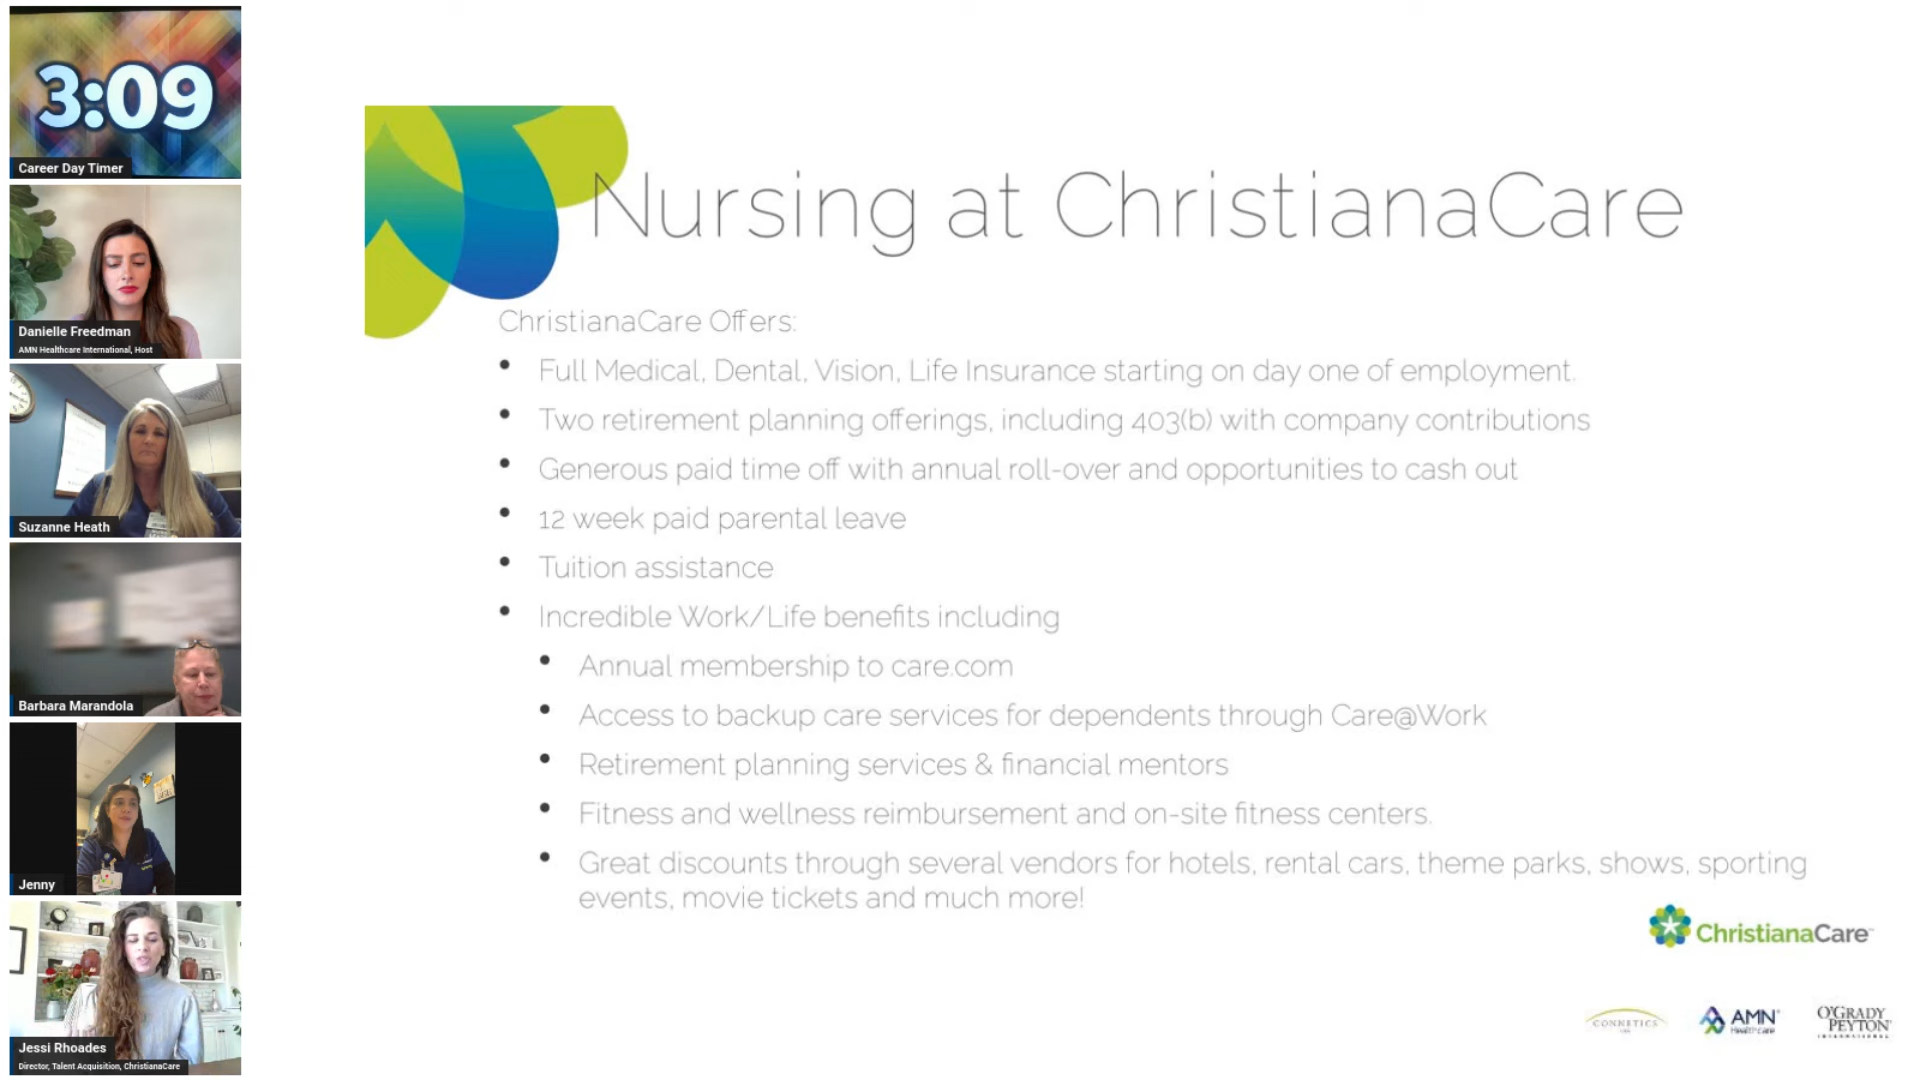 3:09
Career Day Timer
Danielle Freedman
AMN Healthcare International, Host
Suzanne Heath
Barbara Marandola
Jenny
Jessi Rhoades
Director, Talent Acquisition, ChristianaCare
Nursing at ChristianaCare
ChristianaCare Offers:
• Full Medical, Dental, Vision, Life Insurance starting on day one of employment.
• Two retirement planning offerings, including 403(b) with company contributions
• Generous paid time off with annual roll-over and opportunities to cash out
• 12 week paid parental leave
• Tuition assistance
• Incredible Work/Life benefits including
• Annual membership to care.com
• Access to backup care services for dependents through Care@Work
• Retirement planning services & financial mentors
• Fitness and wellness reimbursement and on-site fitness centers.
• Great discounts through several vendors for hotels, rental cars, theme parks, shows, sporting
events, movie tickets and much more!
ChristianaCare™
CONNETICS
USA
AMN®
Healthcare
O'GRADY
PEYTON
INTERNATIONAL